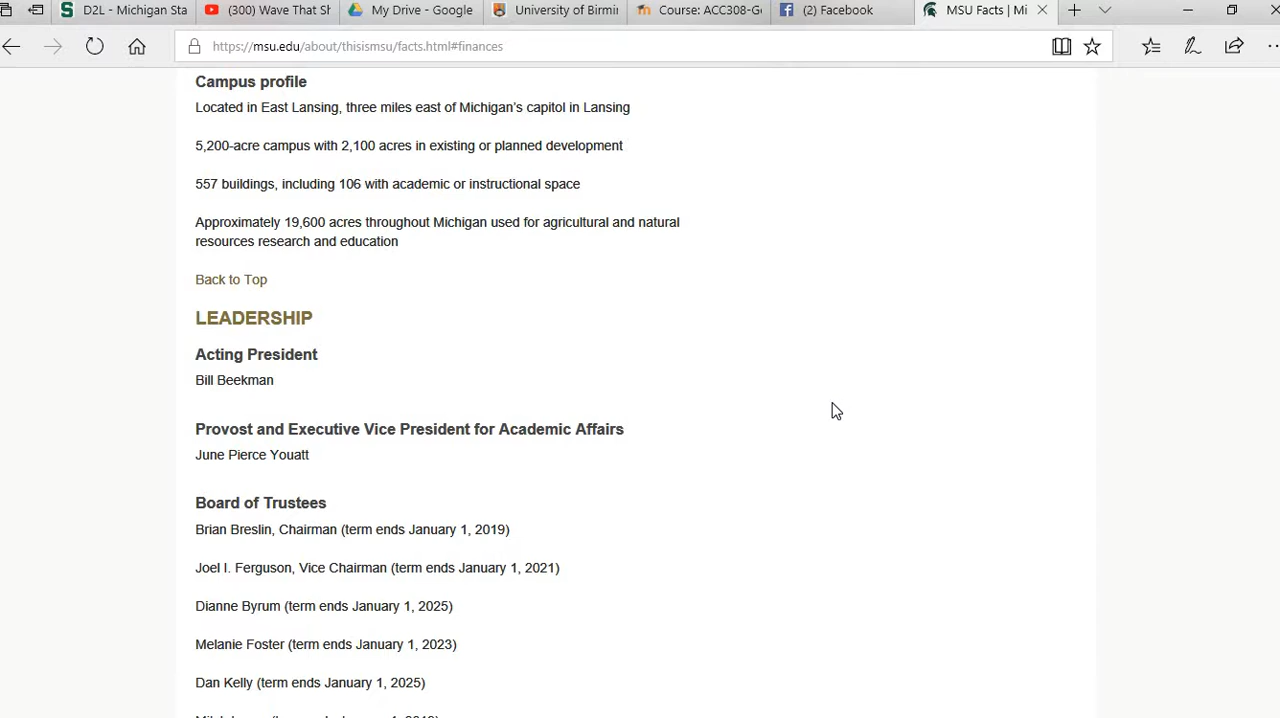 D2L - Michigan Sta
(300) Wave That Sh
My Drive - Google
University of Birmin
Course: ACC308-G
(2) Facebook
MSU Facts | Mi
https://msu.edu/about/thisismsu/facts.html#finances
Campus profile
Located in East Lansing, three miles east of Michigan's capitol in Lansing
5,200-acre campus with 2,100 acres in existing or planned development
557 buildings, including 106 with academic or instructional space
Approximately 19,600 acres throughout Michigan used for agricultural and natural
resources research and education
Back to Top
LEADERSHIP
Acting President
Bill Beekman
Provost and Executive Vice President for Academic Affairs
June Pierce Youatt
Board of Trustees
Brian Breslin, Chairman (term ends January 1, 2019)
Joel I. Ferguson, Vice Chairman (term ends January 1, 2021)
Dianne Byrum (term ends January 1, 2025)
Melanie Foster (term ends January 1, 2023)
Dan Kelly (term ends January 1, 2025)